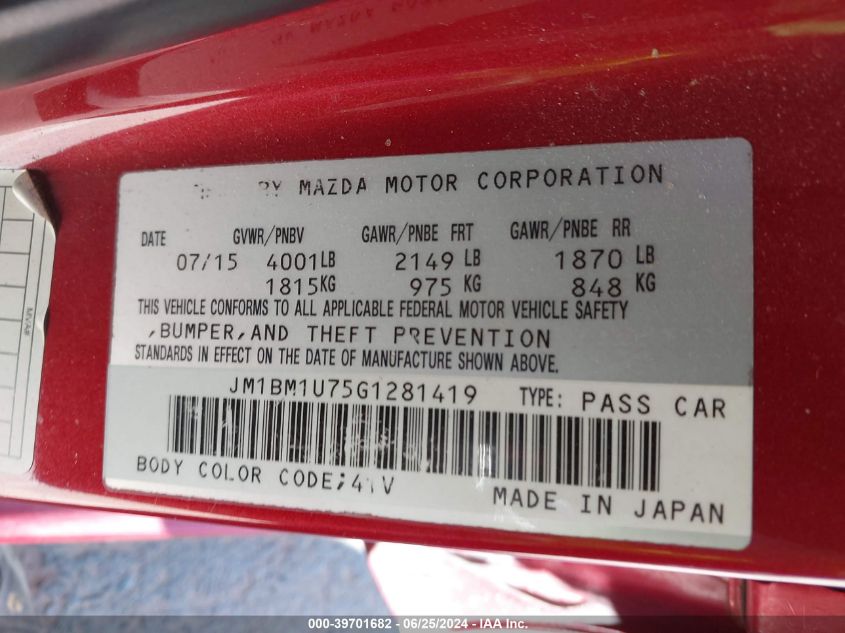 BY MAZDA MOTOR CORPORATION
DATE GVWR/PNBV GAWR/PNBE FRT GAWR/PNBE RR
07/15 4001LB 2149 LB 1870 LB
1815KG 975 KG 848 KG
THIS VEHICLE CONFORMS TO ALL APPLICABLE FEDERAL MOTOR VEHICLE SAFETY
,BUMPER,AND THEFT PREVENTION
STANDARDS IN EFFECT ON THE DATE OF MANUFACTURE SHOWN ABOVE.
JM1BM1U75G1281419 TYPE: PASS CAR
BODY COLOR CODE;41V
MADE IN JAPAN
000-39701682 - 06/25/2024 - IAA, Inc.